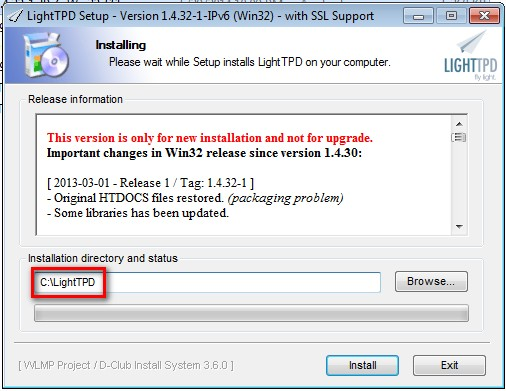 LightTPD Setup - Version 1.4.32-1-IPv6 (Win32) - with SSL Support
Installing
Please wait while Setup installs LightTPD on your computer.
LIGHTTPD
fly light.
Release information
This version is only for new installation and not for upgrade.
Important changes in Win32 release since version 1.4.30:
[ 2013-03-01 - Release 1 / Tag: 1.4.32-1 ]
- Original HTDOCS files restored. (packaging problem)
- Some libraries has been updated.
Installation directory and status
C:\LightTPD
Browse...
[ WLMP Project / D-Club Install System 3.6.0 ]
Install
Exit